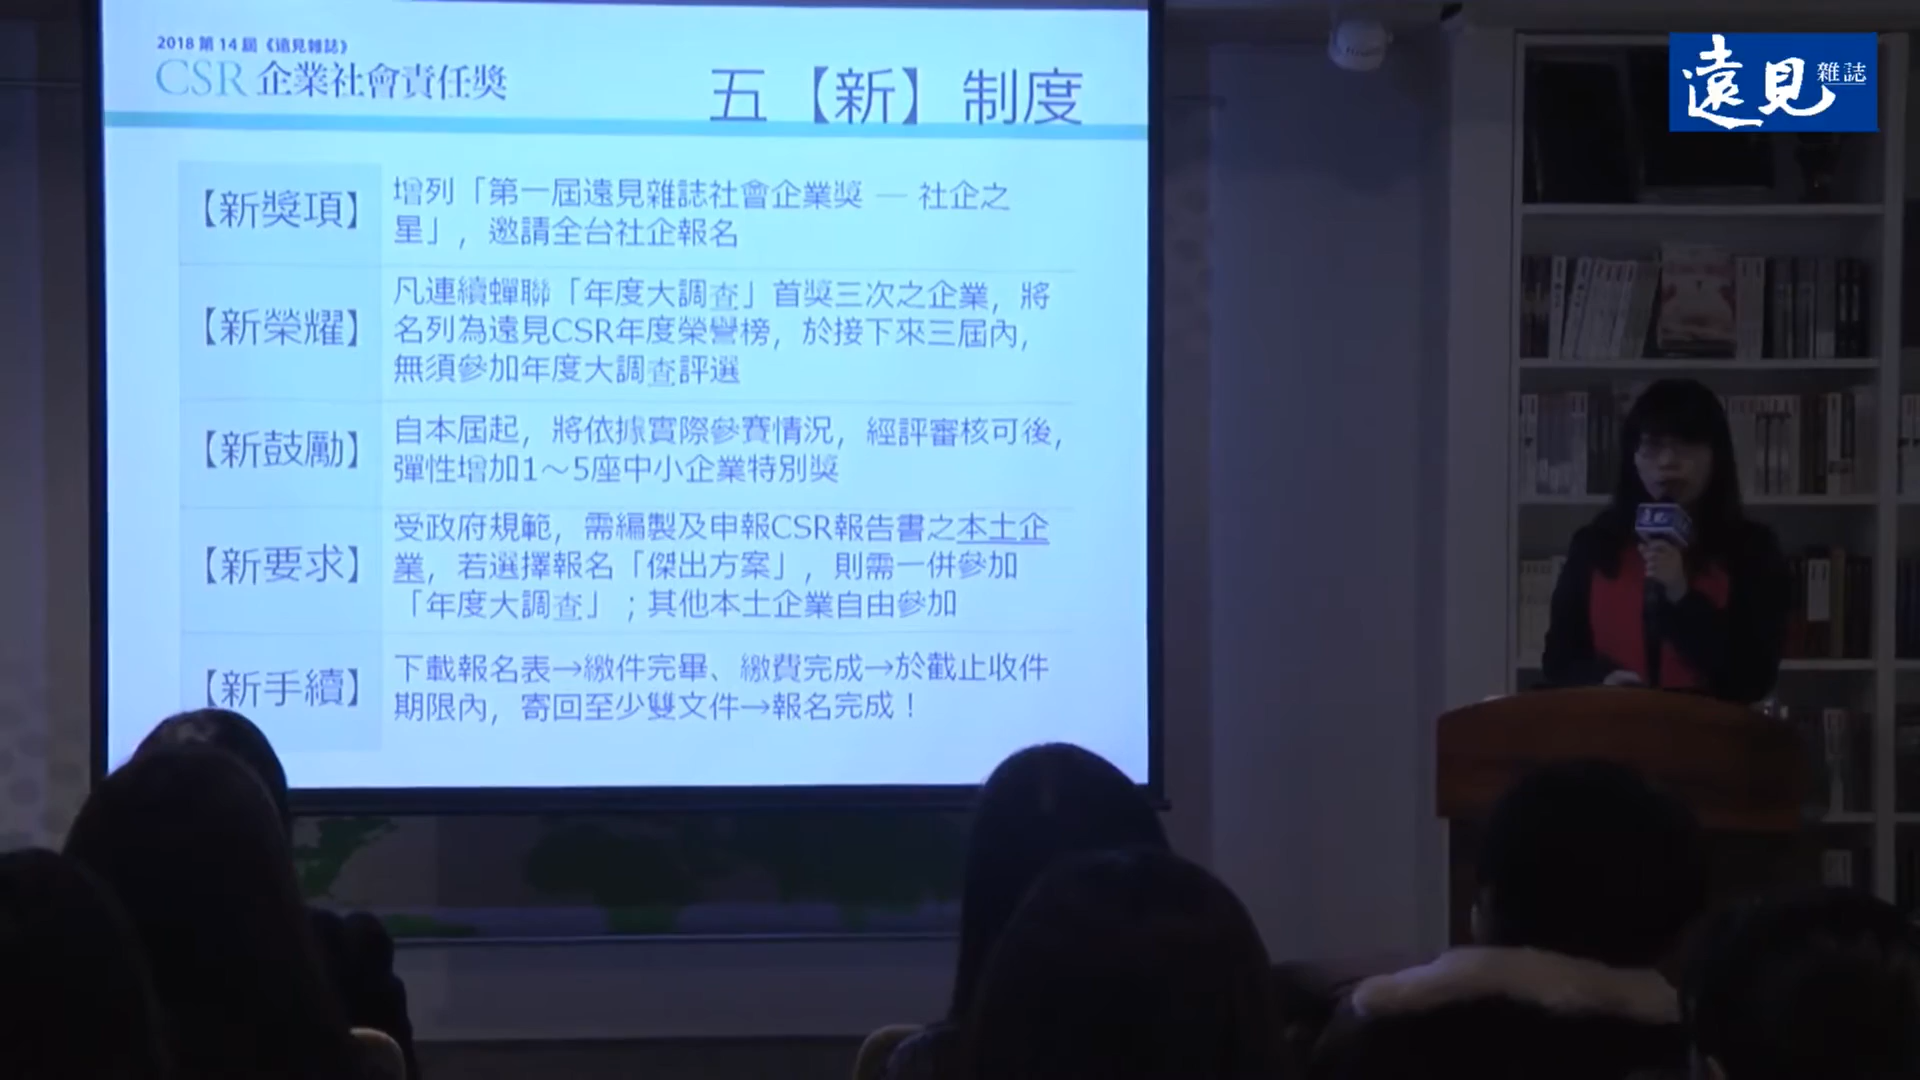 2018 第 14 屆《遠見雜誌》
CSR 企業社會責任獎
五【新】制度
【新獎項】
增列「第一屆遠見雜誌社會企業獎 — 社企之
星」，邀請全台社企報名
【新榮耀】
凡連續蟬聯「年度大調查」首獎三次之企業，將
名列為遠見CSR年度榮譽榜，於接下來三屆內，
無須參加年度大調查評選
【新鼓勵】
自本屆起，將依據實際參賽情況，經評審核可後，
彈性增加1～5座中小企業特別獎
【新要求】
受政府規範，需編製及申報CSR報告書之本土企
業，若選擇報名「傑出方案」，則需一併參加
「年度大調查」；其他本土企業自由參加
【新手續】
下載報名表→繳件完畢、繳費完成→於截止收件
期限內，寄回至少雙文件→報名完成！
遠見 雜誌